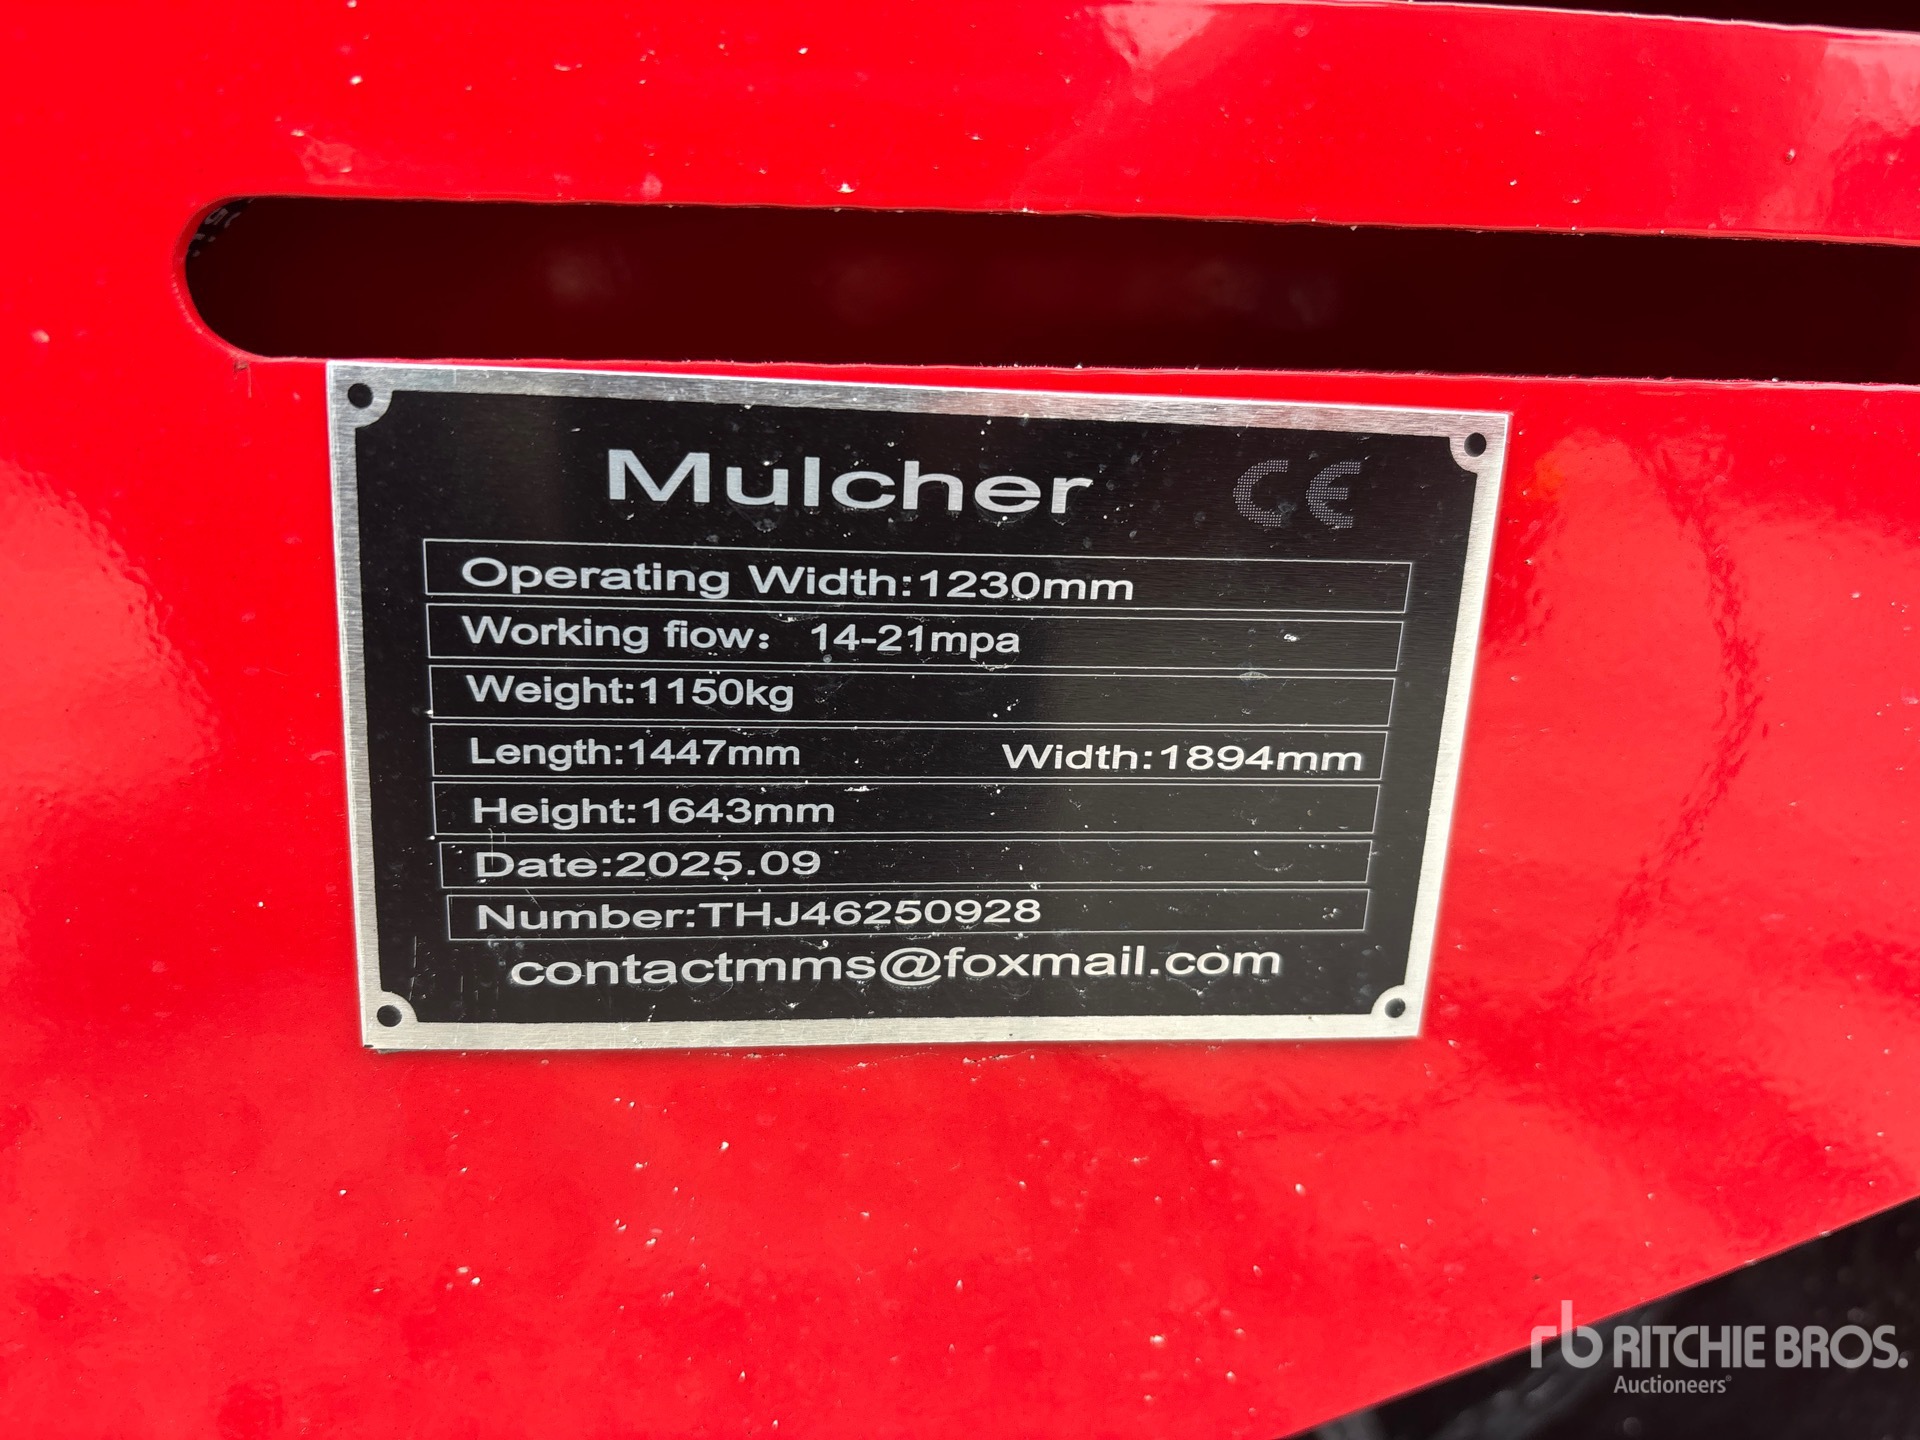 Mulcher CE
Operating Width:1230mm
Working fiow： 14-21mpa
Weight:1150kg
Length:1447mm Width:1894mm
Height:1643mm
Date:2025.09
Number:THJ46250928
contactmms@foxmail.com
rb RITCHIE BROS.
Auctioneers®